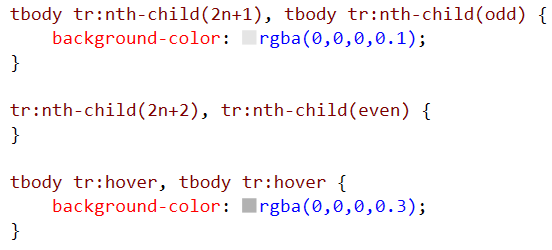 tbody tr:nth-child(2n+1), tbody tr:nth-child(odd) {
    background-color: rgba(0,0,0,0.1);
}
tr:nth-child(2n+2), tr:nth-child(even) {
}
tbody tr:hover, tbody tr:hover {
    background-color: rgba(0,0,0,0.3);
}